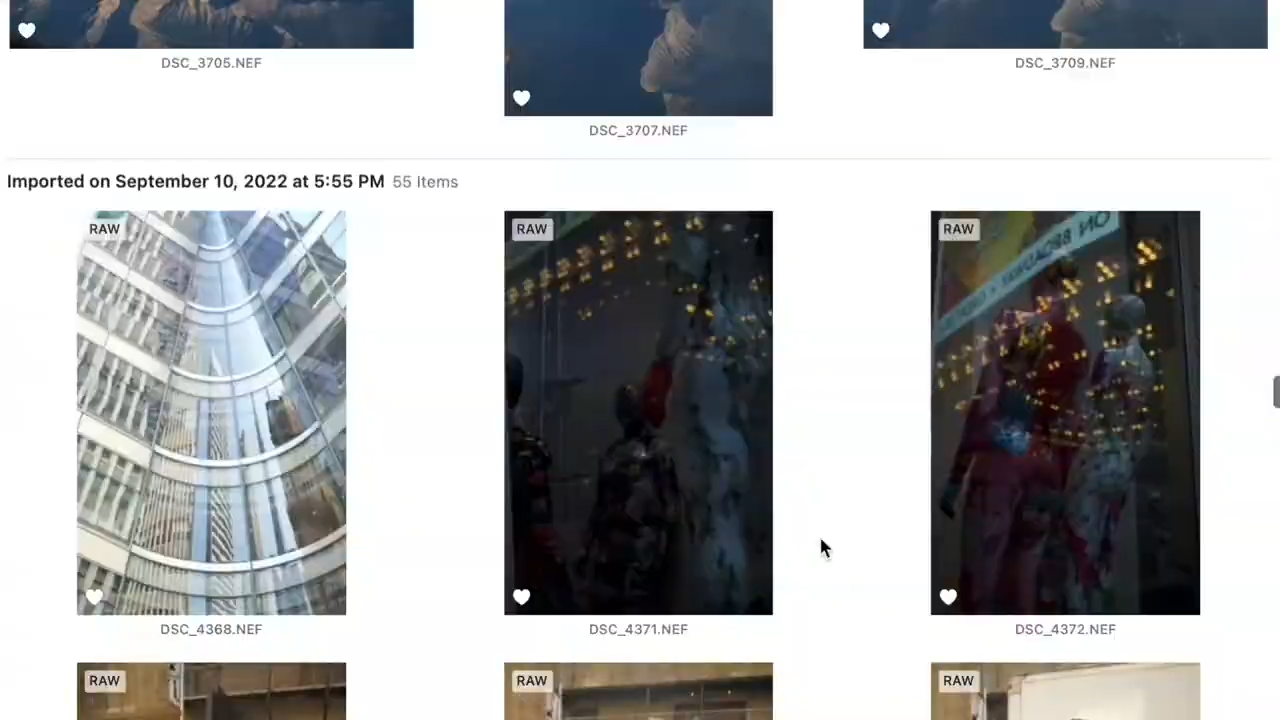 DSC_3705.NEF
DSC_3709.NEF
DSC_3707.NEF
Imported on September 10, 2022 at 5:55 PM 55 Items
RAW
RAW
RAW
DSC_4368.NEF
DSC_4371.NEF
DSC_4372.NEF
RAW
RAW
RAW